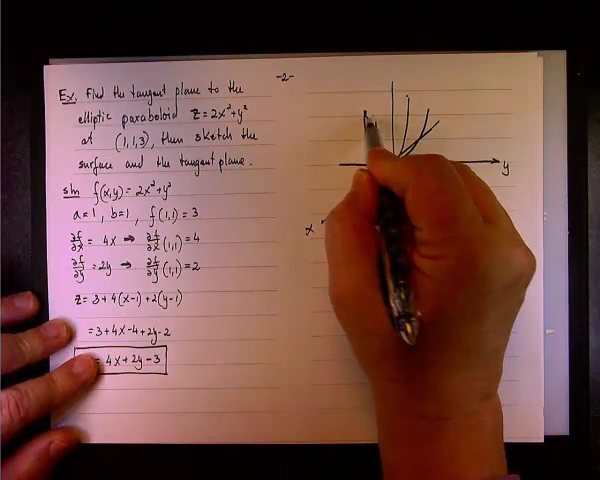 -2-
Ex. Find the tangent plane to the
elliptic paraboloid z = 2x²+y²
at (1,1,3), then sketch the
surface and the tangent plane.
sln f(x,y) = 2x²+y²
a = 1, b = 1, f(1,1) = 3
∂f/∂x = 4x ⇒ ∂f/∂x (1,1) = 4
∂f/∂y = 2y → ∂f/∂y (1,1) = 2
z = 3+4(x-1)+2(y-1)
= 3+4x-4+2y-2
= 4x+2y-3
y
x